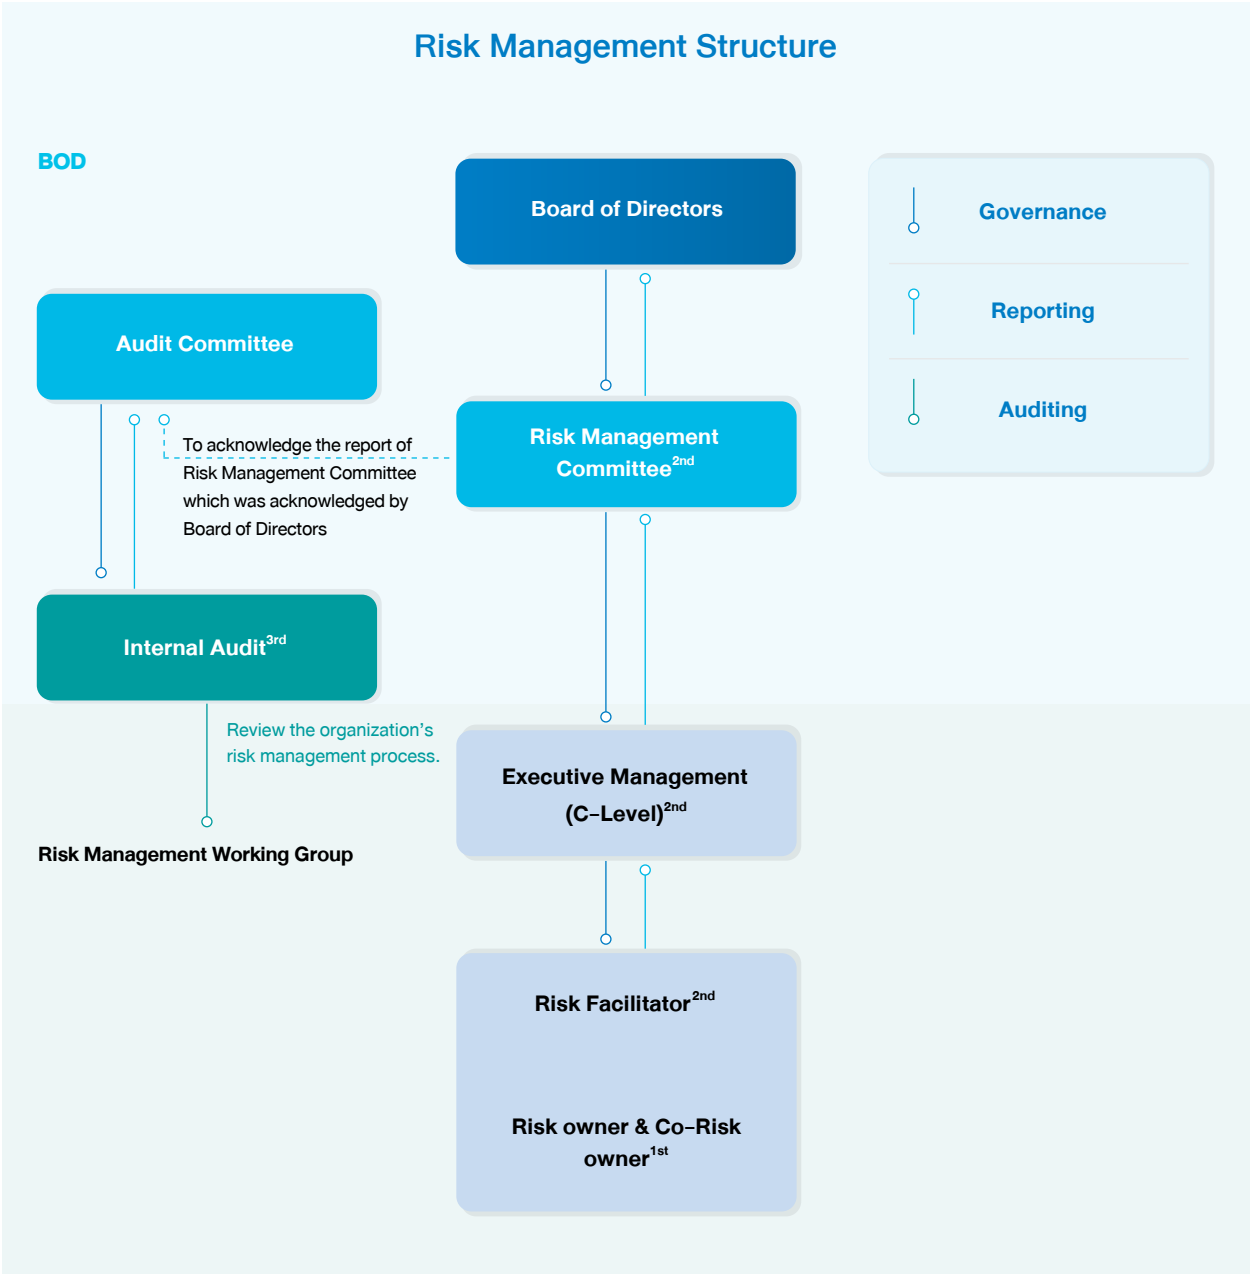 Risk Management Structure
BOD
Board of Directors
Governance
Reporting
Auditing
Audit Committee
To acknowledge the report of
Risk Management Committee
which was acknowledged by
Board of Directors
Risk Management
Committee2nd
Internal Audit3rd
Review the organization’s
risk management process.
Risk Management Working Group
Executive Management
(C–Level)2nd
Risk Facilitator2nd
Risk owner & Co–Risk
owner1st